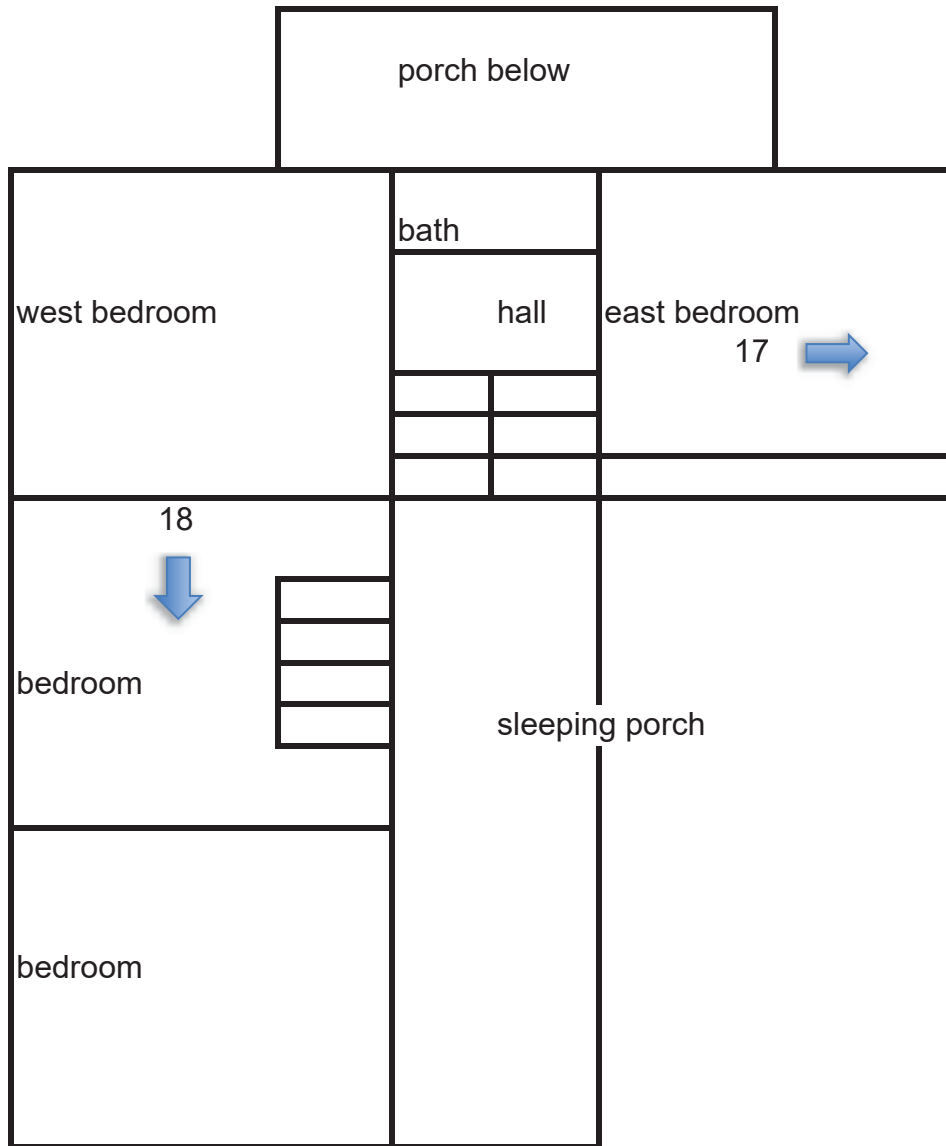 porch below
bath
west bedroom
hall
east bedroom
17
18
bedroom
sleeping porch
bedroom